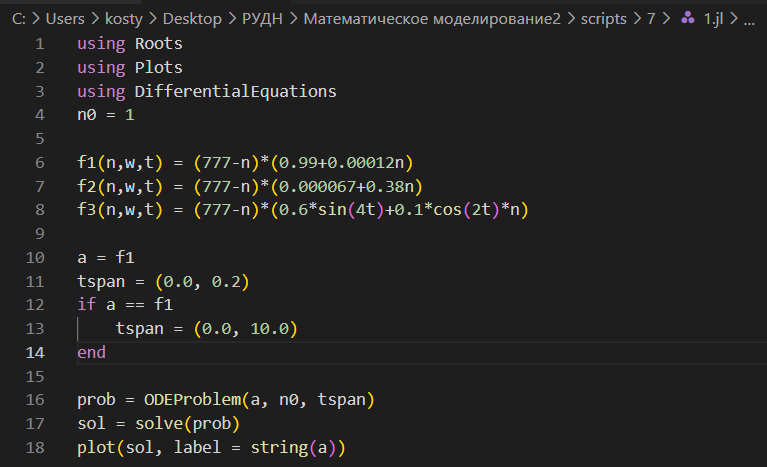 C: > Users > kosty > Desktop > РУДН > Математическое моделирование2 > scripts > 7 > 1.jl > ...
1 using Roots
2 using Plots
3 using DifferentialEquations
4 n0 = 1
5
6 f1(n,w,t) = (777-n)*(0.99+0.00012n)
7 f2(n,w,t) = (777-n)*(0.000067+0.38n)
8 f3(n,w,t) = (777-n)*(0.6*sin(4t)+0.1*cos(2t)*n)
9
10 a = f1
11 tspan = (0.0, 0.2)
12 if a == f1
13     tspan = (0.0, 10.0)
14 end
15
16 prob = ODEProblem(a, n0, tspan)
17 sol = solve(prob)
18 plot(sol, label = string(a))